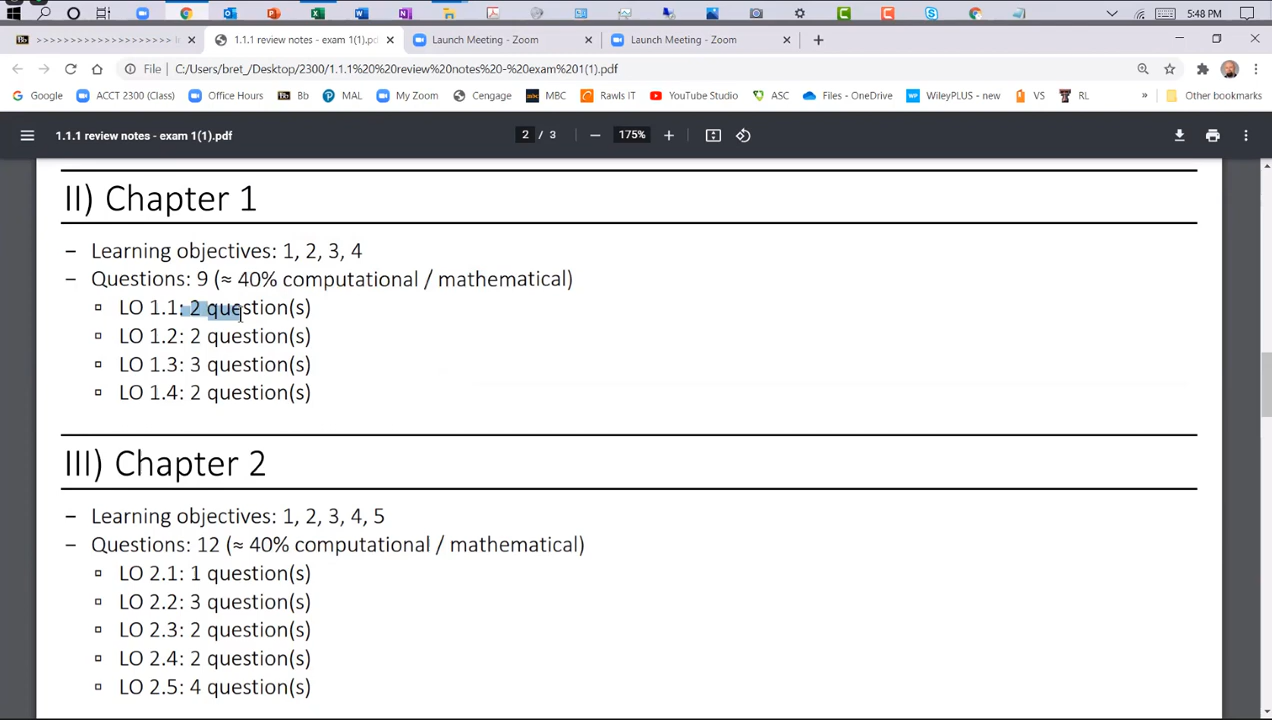 5:48 PM
>>>>>>>>>>>>>>>>>>>>
1.1.1 review notes - exam 1(1).pd
Launch Meeting - Zoom
Launch Meeting - Zoom
File
C:/Users/bret_/Desktop/2300/1.1.1%20%20review%20notes%20-%20exam%201(1).pdf
Google
ACCT 2300 (Class)
Office Hours
Bb
MAL
My Zoom
Cengage
MBC
Rawls IT
YouTube Studio
ASC
Files - OneDrive
WileyPLUS - new
VS
RL
»
Other bookmarks
1.1.1 review notes - exam 1(1).pdf
2 / 3
175%
II) Chapter 1
– Learning objectives: 1, 2, 3, 4
– Questions: 9 (≈ 40% computational / mathematical)
▫ LO 1.1: 2 question(s)
▫ LO 1.2: 2 question(s)
▫ LO 1.3: 3 question(s)
▫ LO 1.4: 2 question(s)
III) Chapter 2
– Learning objectives: 1, 2, 3, 4, 5
– Questions: 12 (≈ 40% computational / mathematical)
▫ LO 2.1: 1 question(s)
▫ LO 2.2: 3 question(s)
▫ LO 2.3: 2 question(s)
▫ LO 2.4: 2 question(s)
▫ LO 2.5: 4 question(s)